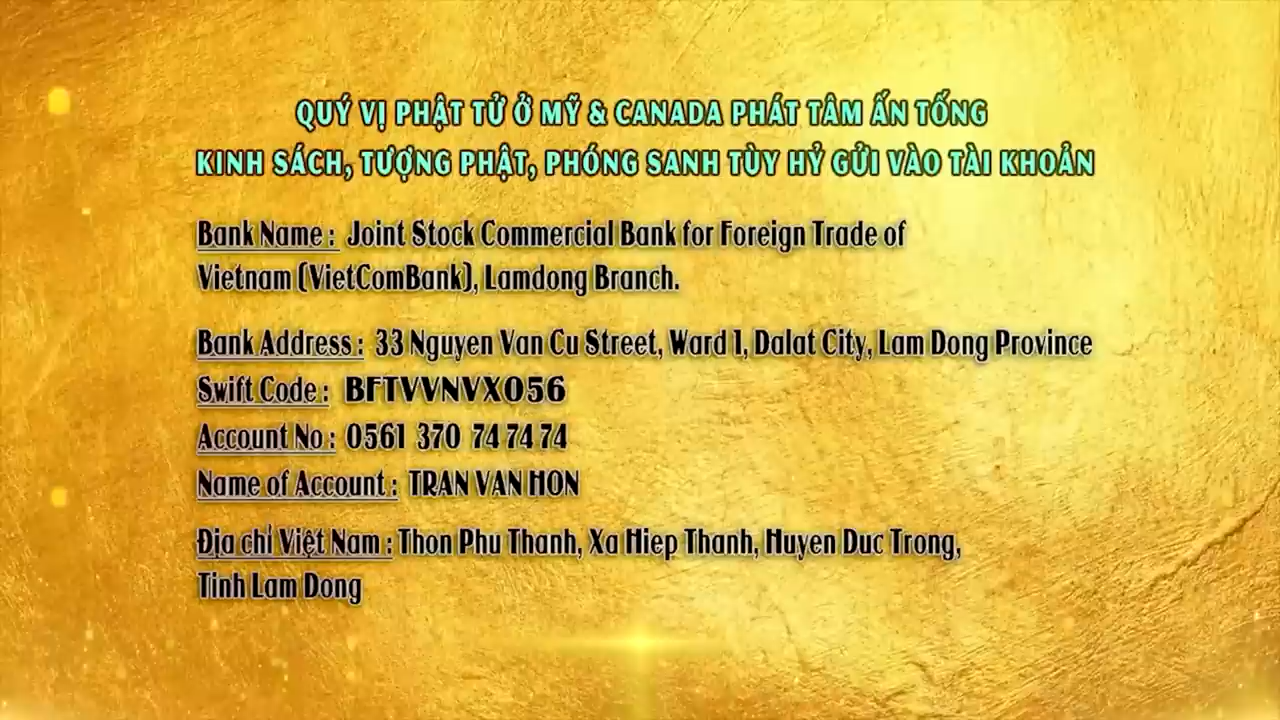 QUÝ VỊ PHẬT TỬ Ở MỸ & CANADA PHÁT TÂM ẤN TỐNG
KINH SÁCH, TƯỢNG PHẬT, PHÓNG SANH TÙY HỶ GỬI VÀO TÀI KHOẢN
Bank Name : Joint Stock Commercial Bank for Foreign Trade of
Vietnam (VietComBank), Lamdong Branch.
Bank Address : 33 Nguyen Van Cu Street, Ward 1, Dalat City, Lam Dong Province
Swift Code : BFTVVNVX056
Account No : 0561 370 74 74 74
Name of Account : TRAN VAN HON
Địa chỉ Việt Nam : Thon Phu Thanh, Xa Hiep Thanh, Huyen Duc Trong,
Tinh Lam Dong